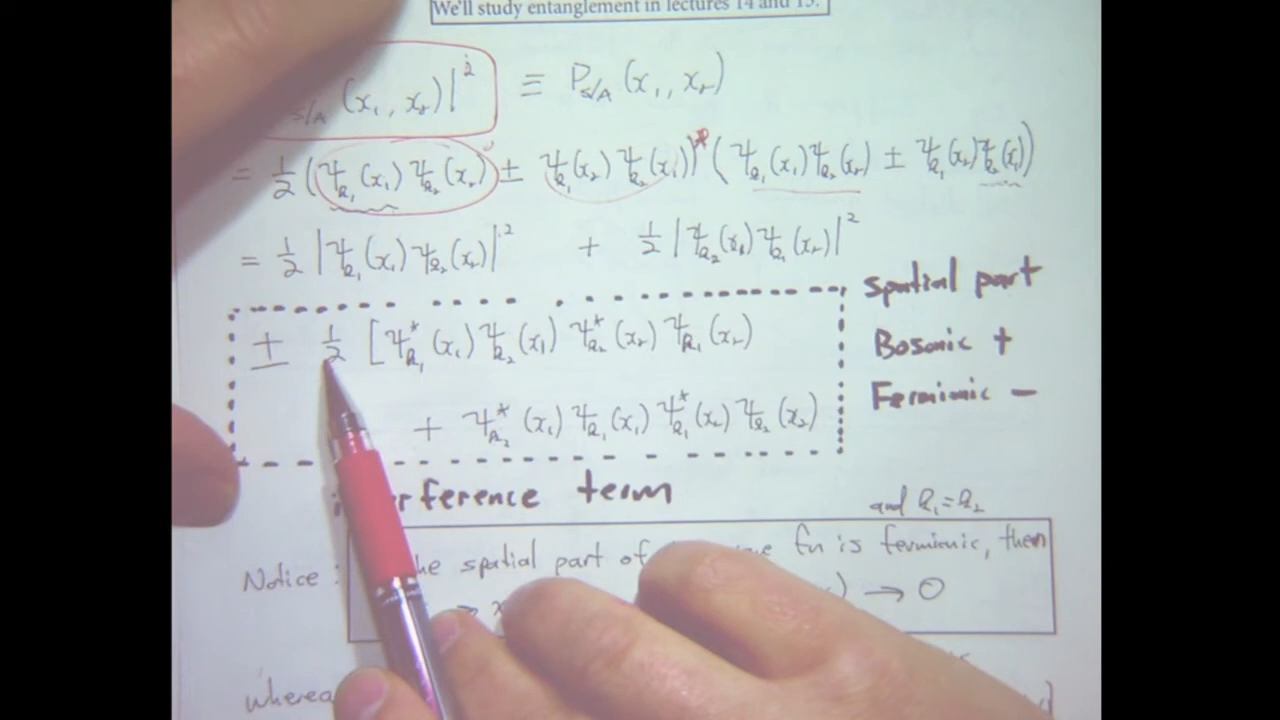 We'll study entanglement in lectures 14 and 15.
S/A (x₁, x₂)|² ≡ P_S/A (x₁, x₂)
= ½ (Ψ_k₁(x₁) Ψ_k₂(x₂) ± Ψ_k₁(x₂) Ψ_k₂(x₁))* (Ψ_k₁(x₁) Ψ_k₂(x₂) ± Ψ_k₁(x₂) Ψ_k₂(x₁))
= ½ |Ψ_k₁(x₁) Ψ_k₂(x₂)|² + ½ |Ψ_k₂(x₁) Ψ_k₁(x₂)|²
± ½ [Ψ*_k₁(x₁) Ψ_k₂(x₁) Ψ*_k₂(x₂) Ψ_k₁(x₂)
+ Ψ*_k₂(x₁) Ψ_k₁(x₁) Ψ*_k₁(x₂) Ψ_k₂(x₂)
spatial part
Bosonic +
Fermionic -
erference term
and k₁=k₂
Notice : he spatial part of fn is fermionic, then
) → 0
wherea